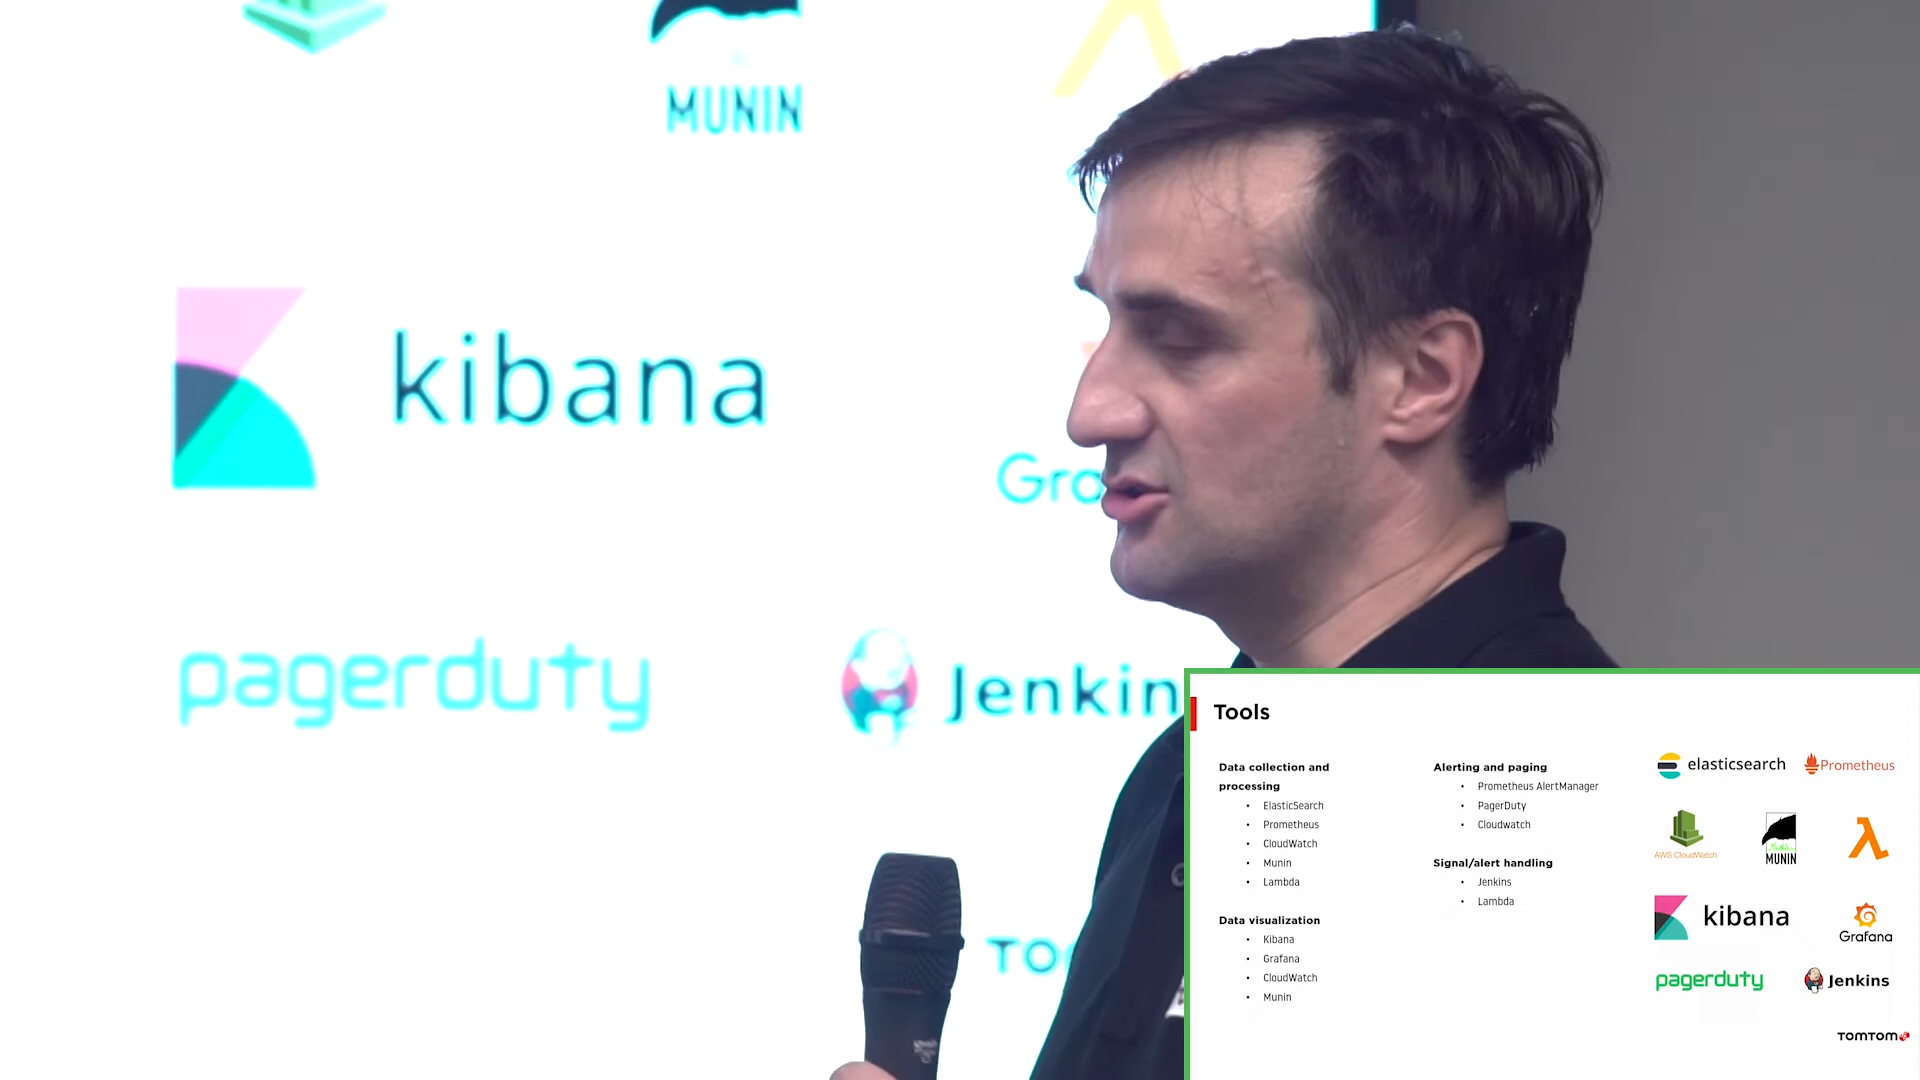 MUNIN
kibana
Gra
pagerduty
Jenkin
TO
Tools
Data collection and
processing
• ElasticSearch
• Prometheus
• CloudWatch
• Munin
• Lambda
Data visualization
• Kibana
• Grafana
• CloudWatch
• Munin
Alerting and paging
• Prometheus AlertManager
• PagerDuty
• Cloudwatch
Signal/alert handling
• Jenkins
• Lambda
elasticsearch
Prometheus
AWS CloudWatch
MUNIN
kibana
Grafana
pagerduty
Jenkins
TOMTOM